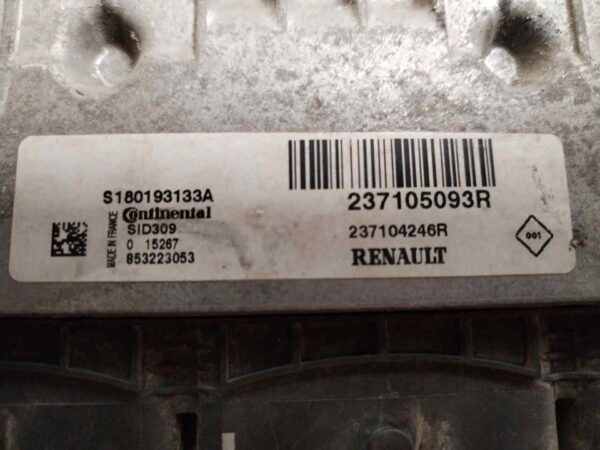 S180193133A
Continental
SID309
0 15267
853223053
MADE IN FRANCE
237105093R
237104246R
RENAULT
001